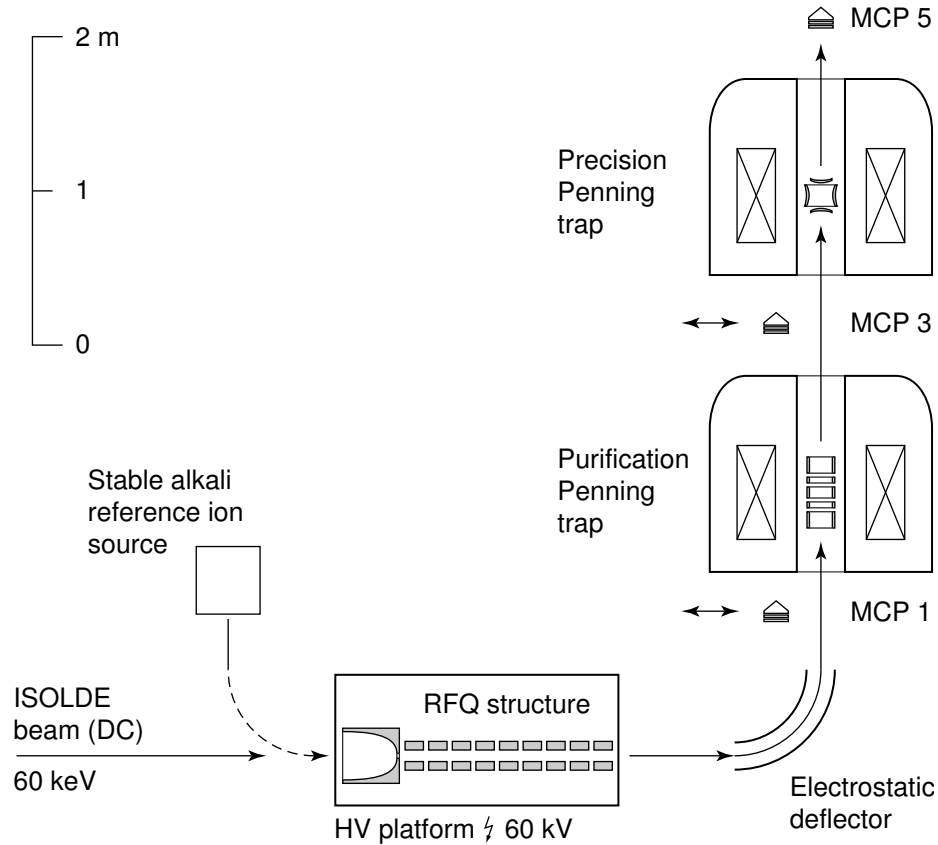 MCP 5
2 m
Precision
Penning
trap
1
MCP 3
0
Purification
Penning
trap
Stable alkali
reference ion
source
MCP 1
ISOLDE
beam (DC)
60 keV
RFQ structure
HV platform 60 kV
Electrostatic
deflector